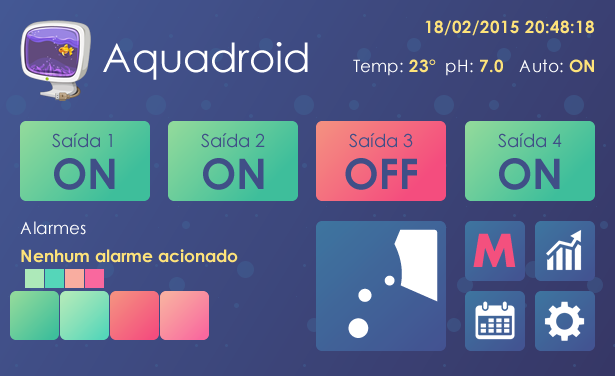 18/02/2015 20:48:18
Aquadroid
Temp: 23° pH: 7.0 Auto: ON
Saída 1
ON
Saída 2
ON
Saída 3
OFF
Saída 4
ON
Alarmes
Nenhum alarme acionado
M